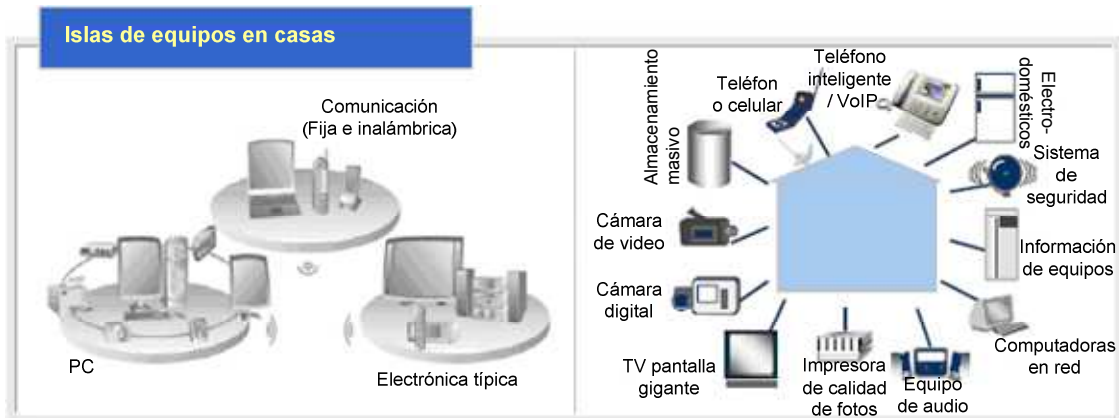 Islas de equipos en casas
Comunicación
(Fija e inalámbrica)
PC
Electrónica típica
Almacenamiento
masivo
Teléfon
o celular
Teléfono
inteligente
/ VoIP
Electro-
domésticos
Sistema
de
seguridad
Cámara
de video
Información
de equipos
Cámara
digital
Computadoras
en red
TV pantalla
gigante
Impresora
de calidad
de fotos
Equipo
de audio